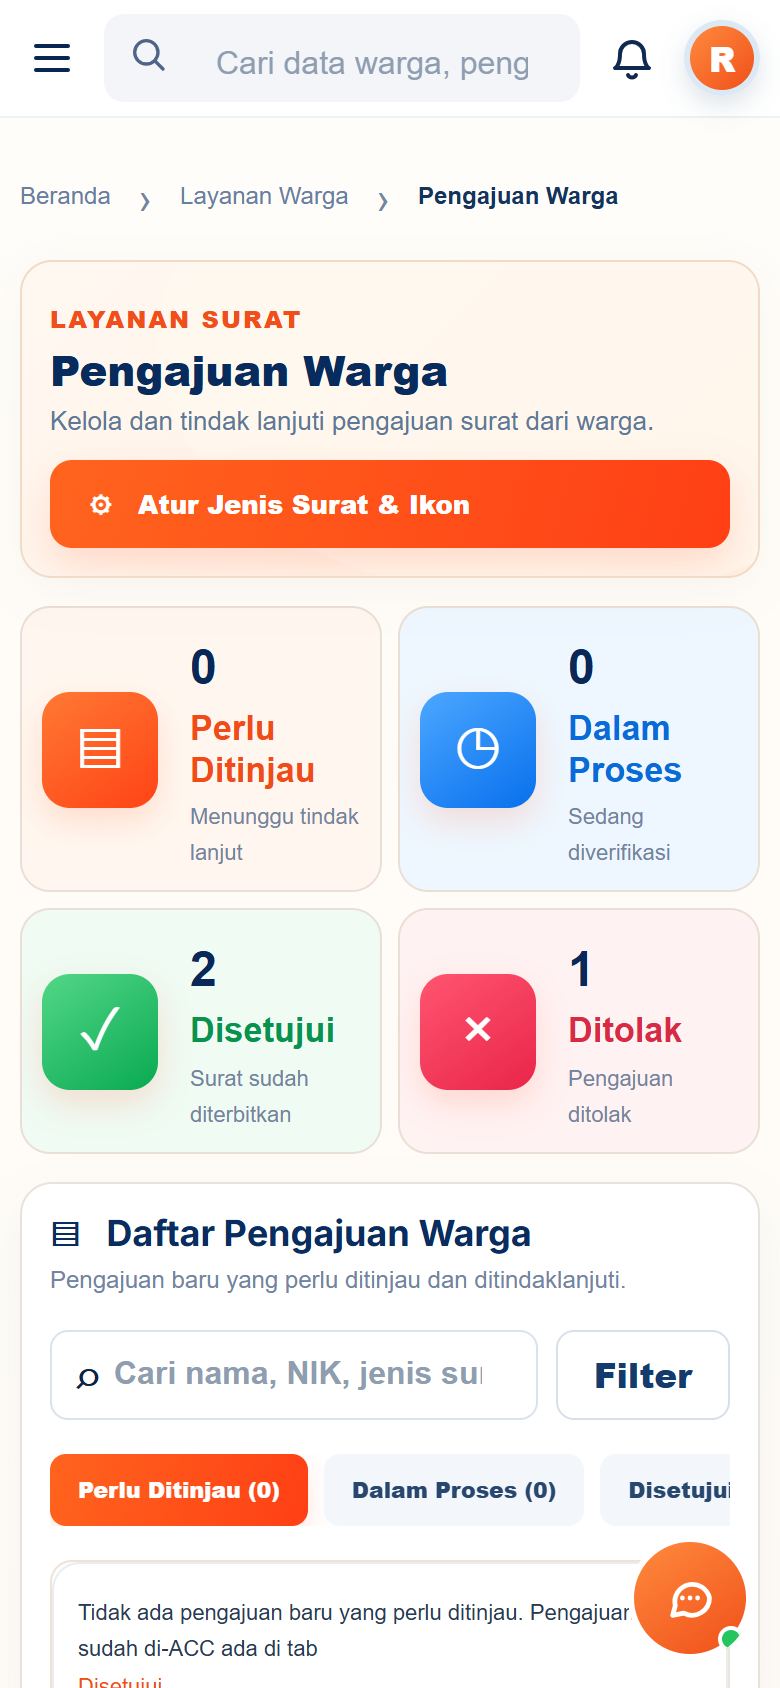 Cari data warga, peng
R
Beranda › Layanan Warga › Pengajuan Warga
LAYANAN SURAT
Pengajuan Warga
Kelola dan tindak lanjuti pengajuan surat dari warga.
Atur Jenis Surat & Ikon
0
Perlu
Ditinjau
Menunggu tindak
lanjut
0
Dalam
Proses
Sedang
diverifikasi
2
Disetujui
Surat sudah
diterbitkan
1
Ditolak
Pengajuan
ditolak
Daftar Pengajuan Warga
Pengajuan baru yang perlu ditinjau dan ditindaklanjuti.
Cari nama, NIK, jenis sur
Filter
Perlu Ditinjau (0) Dalam Proses (0) Disetujui
Tidak ada pengajuan baru yang perlu ditinjau. Pengajuan
sudah di-ACC ada di tab
Disetujui